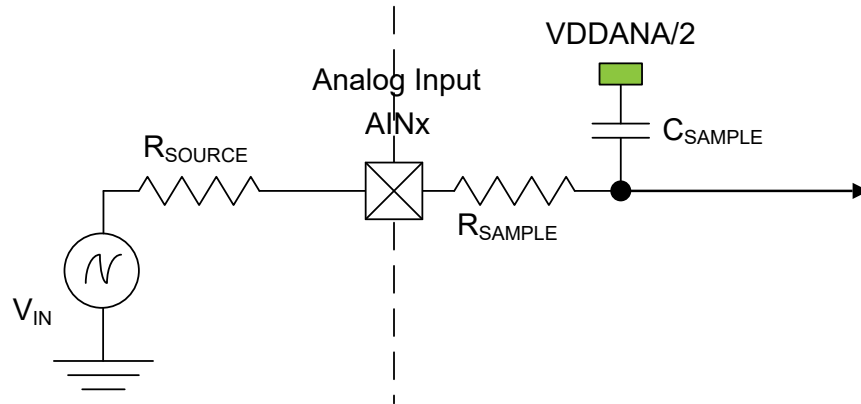 VDDANA/2
Analog Input
AINx
CSAMPLE
RSOURCE
RSAMPLE
VIN